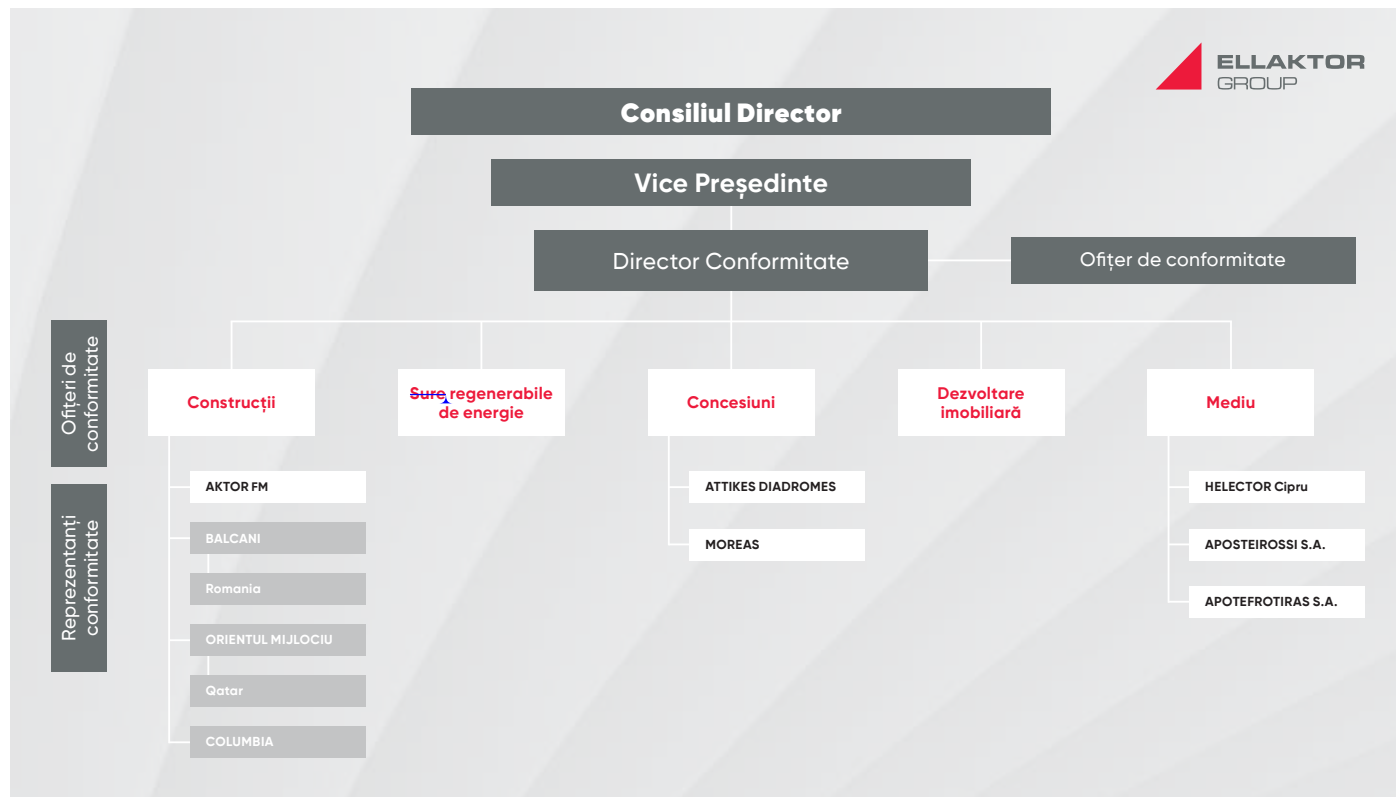 ELLAKTOR
GROUP
Consiliul Director
Vice Președinte
Director Conformitate
Ofițer de conformitate
Ofițeri de
conformitate
Construcții
Sure regenerabile
de energie
Concesiuni
Dezvoltare
imobiliară
Mediu
Reprezentanți
conformitate
AKTOR FM
BALCANI
Romania
ORIENTUL MIJLOCIU
Qatar
COLUMBIA
ATTIKES DIADROMES
MOREAS
HELECTOR Cipru
APOSTEIROSSI S.A.
APOTEFROTIRAS S.A.